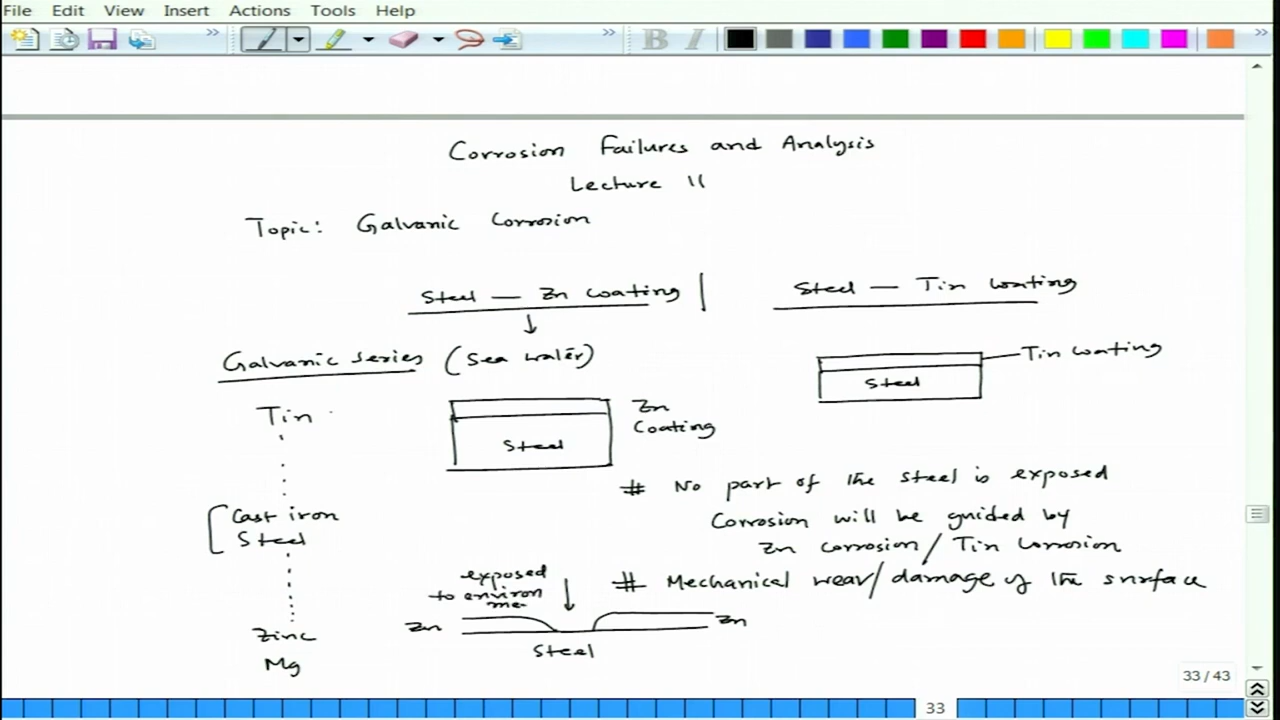 File Edit View Insert Actions Tools Help
B I
Corrosion Failures and Analysis
Lecture 11
Topic: Galvanic Corrosion
Steel — Zn coating | Steel — Tin coating
Galvanic series (Sea water)
Tin coating
Steel
Tin
Zn
Coating
Steel
# No part of the steel is exposed
Cast iron
Corrosion will be guided by
Steel
Zn corrosion/Tin Corrosion
exposed
# Mechanical wear/damage of the surface
to environ
me-
Zn
Zn
Zinc
Steel
Mg
33 / 43
33